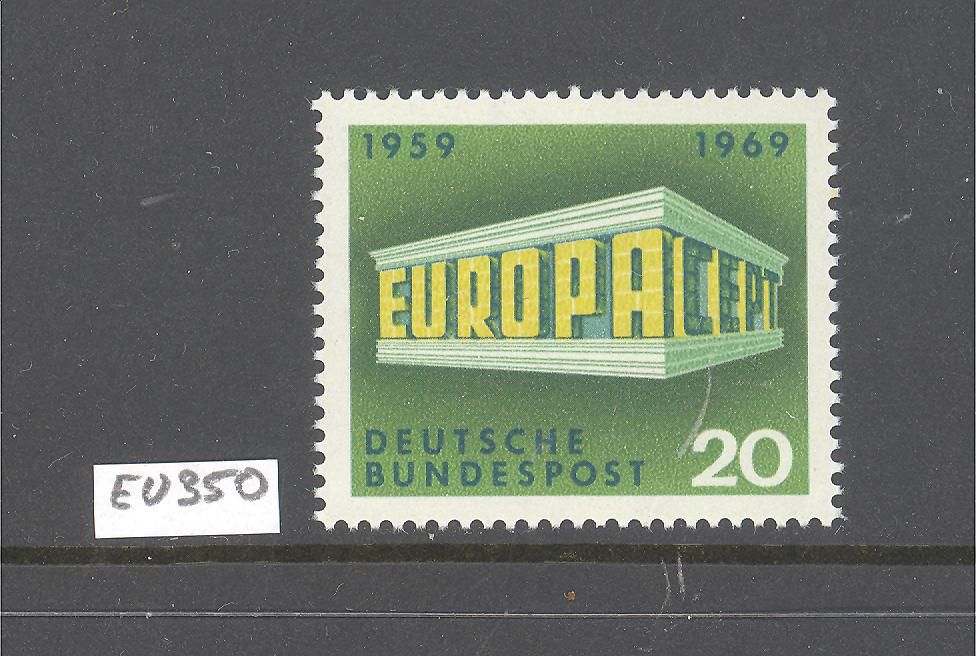 1959 1969
EUROPA CEPT
DEUTSCHE
BUNDESPOST 20
EU350